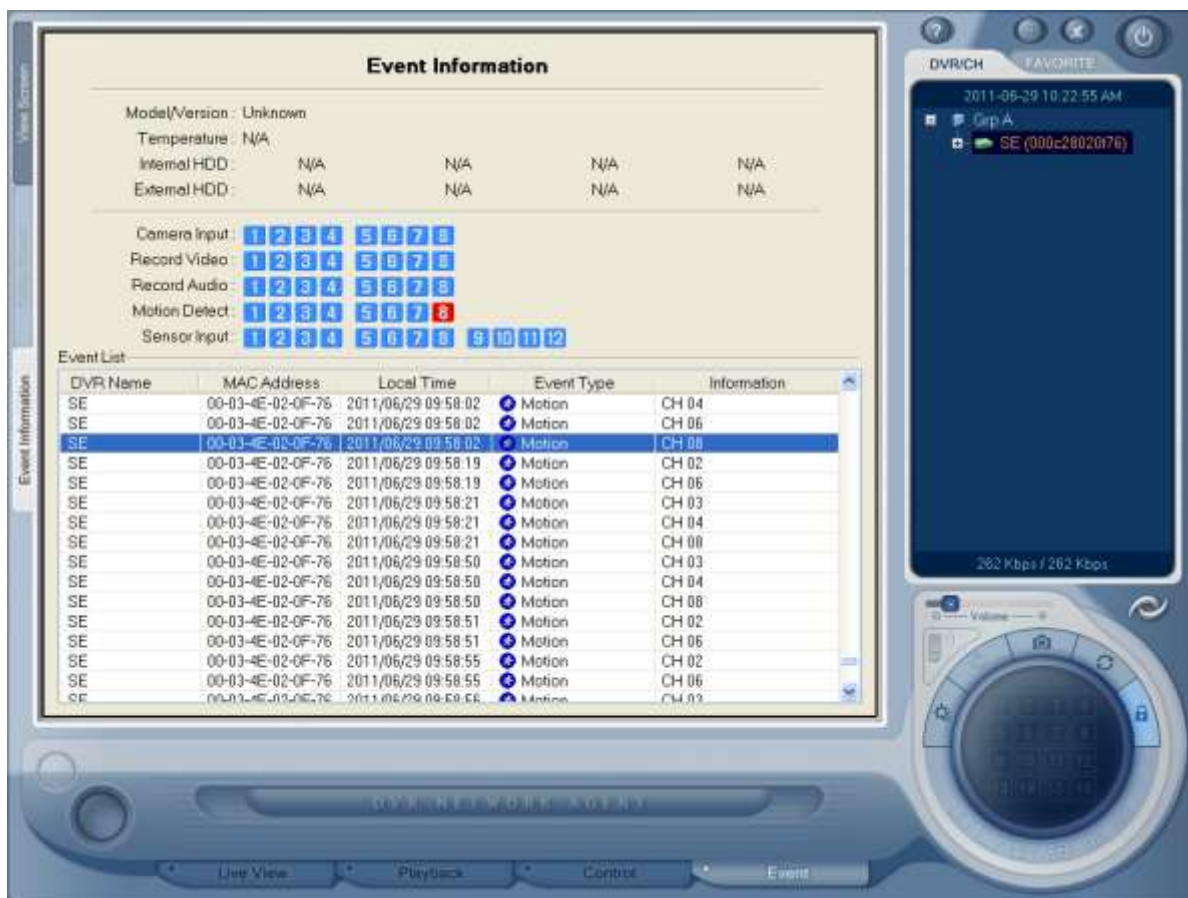 View Screen
Event Information
Event Information
Model/Version : Unknown
Temperature : N/A
Internal HDD : N/A N/A N/A N/A
External HDD : N/A N/A N/A N/A
Camera Input : 1 2 3 4 5 6 7 8
Record Video : 1 2 3 4 5 6 7 8
Record Audio : 1 2 3 4 5 6 7 8
Motion Detect : 1 2 3 4 5 6 7 8
Sensor Input : 1 2 3 4 5 6 7 8 9 10 11 12
Event List
DVR Name MAC Address Local Time Event Type Information
SE 00-03-4E-02-0F-76 2011/06/29 09:58:02 Motion CH 04
SE 00-03-4E-02-0F-76 2011/06/29 09:58:02 Motion CH 06
SE 00-03-4E-02-0F-76 2011/06/29 09:58:02 Motion CH 08
SE 00-03-4E-02-0F-76 2011/06/29 09:58:19 Motion CH 02
SE 00-03-4E-02-0F-76 2011/06/29 09:58:19 Motion CH 06
SE 00-03-4E-02-0F-76 2011/06/29 09:58:21 Motion CH 03
SE 00-03-4E-02-0F-76 2011/06/29 09:58:21 Motion CH 04
SE 00-03-4E-02-0F-76 2011/06/29 09:58:21 Motion CH 08
SE 00-03-4E-02-0F-76 2011/06/29 09:58:50 Motion CH 03
SE 00-03-4E-02-0F-76 2011/06/29 09:58:50 Motion CH 04
SE 00-03-4E-02-0F-76 2011/06/29 09:58:50 Motion CH 08
SE 00-03-4E-02-0F-76 2011/06/29 09:58:51 Motion CH 02
SE 00-03-4E-02-0F-76 2011/06/29 09:58:51 Motion CH 06
SE 00-03-4E-02-0F-76 2011/06/29 09:58:55 Motion CH 02
SE 00-03-4E-02-0F-76 2011/06/29 09:58:55 Motion CH 06
SE 00-03-4E-02-0F-76 2011/06/29 09:58:56 Motion CH 03
DVR/CH FAVORITE
2011-06-29 10:22:55 AM
Grp A
SE (000c28020f76)
262 Kbps / 262 Kbps
Volume
DVR NETWORK AGENT
Live View Playback Control Event